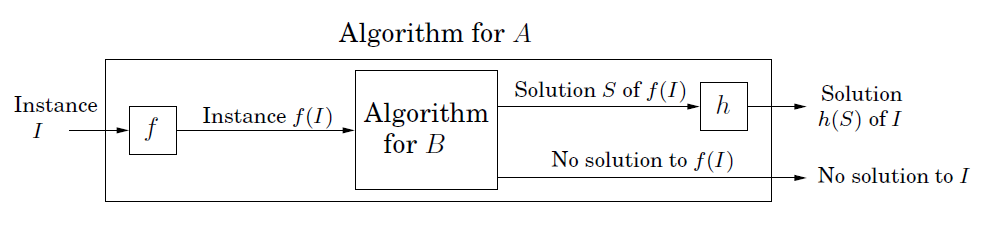 Algorithm for A
Instance
I
f
Instance f(I)
Algorithm
for B
Solution S of f(I)
h
Solution
h(S) of I
No solution to f(I)
No solution to I